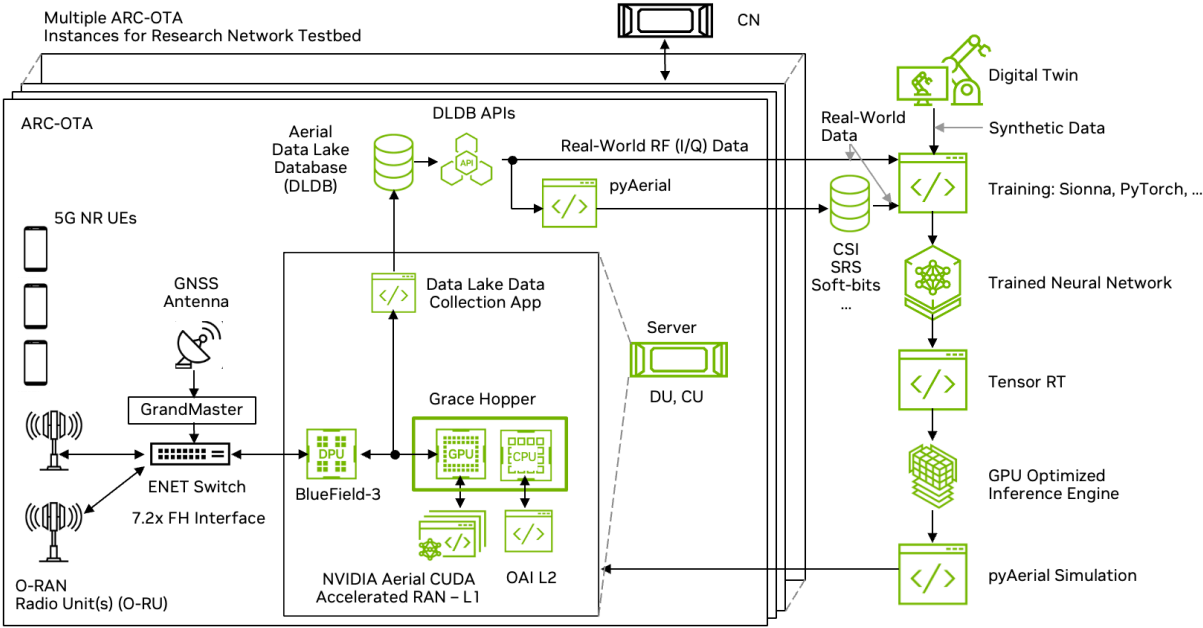 Multiple ARC-OTA
Instances for Research Network Testbed
CN
ARC-OTA
Aerial
Data Lake
Database
(DLDB)
DLDB APIs
API
Real-World RF (I/Q) Data
pyAerial
Real-World
Data
Digital Twin
Synthetic Data
Training: Sionna, PyTorch, ...
CSI
SRS
Soft-bits
...
5G NR UEs
GNSS
Antenna
GrandMaster
ENET Switch
7.2x FH Interface
O-RAN
Radio Unit(s) (O-RU)
Data Lake Data
Collection App
Server
DU, CU
Grace Hopper
DPU
GPU
CPU
BlueField-3
NVIDIA Aerial CUDA
Accelerated RAN – L1
OAI L2
Trained Neural Network
Tensor RT
GPU Optimized
Inference Engine
pyAerial Simulation